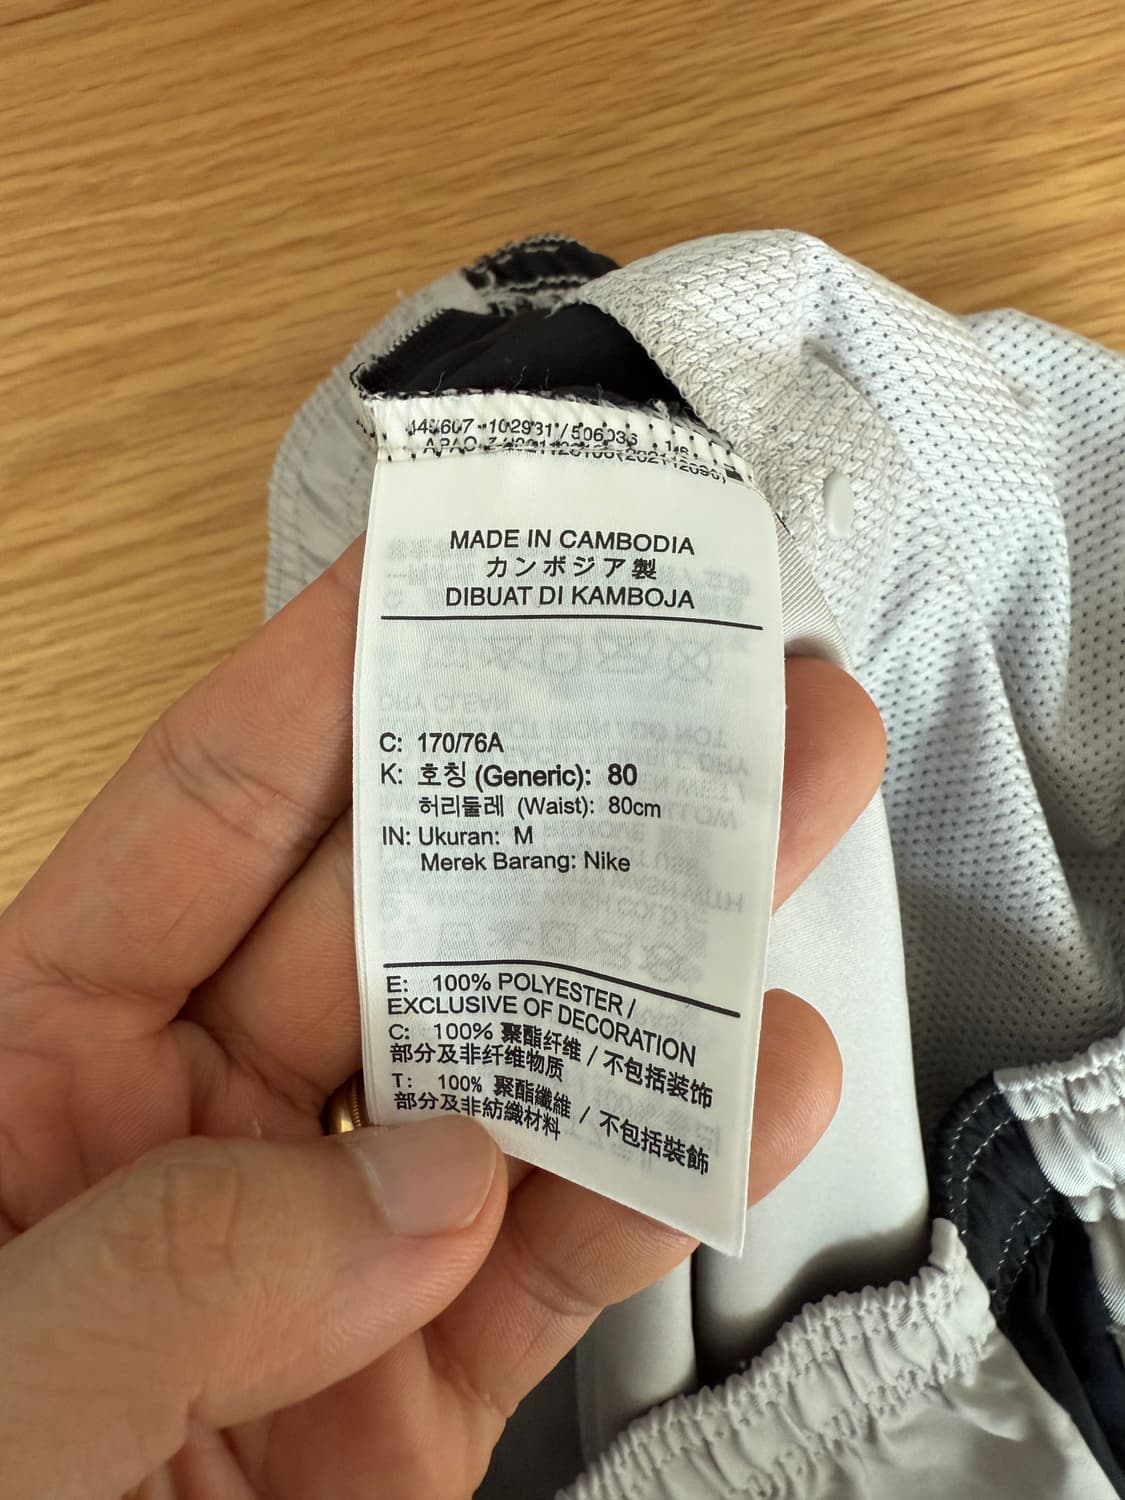 MADE IN CAMBODIA
カンボジア製
DIBUAT DI KAMBOJA
C: 170/76A
K: 호칭 (Generic): 80
허리둘레 (Waist): 80cm
IN: Ukuran: M
Merek Barang: Nike
E: 100% POLYESTER /
EXCLUSIVE OF DECORATION
C: 100% 聚酯纤维 / 不包括装饰
部分及非纤维物质
T: 100% 聚酯纖維 / 不包括裝飾
部分及非紡織材料